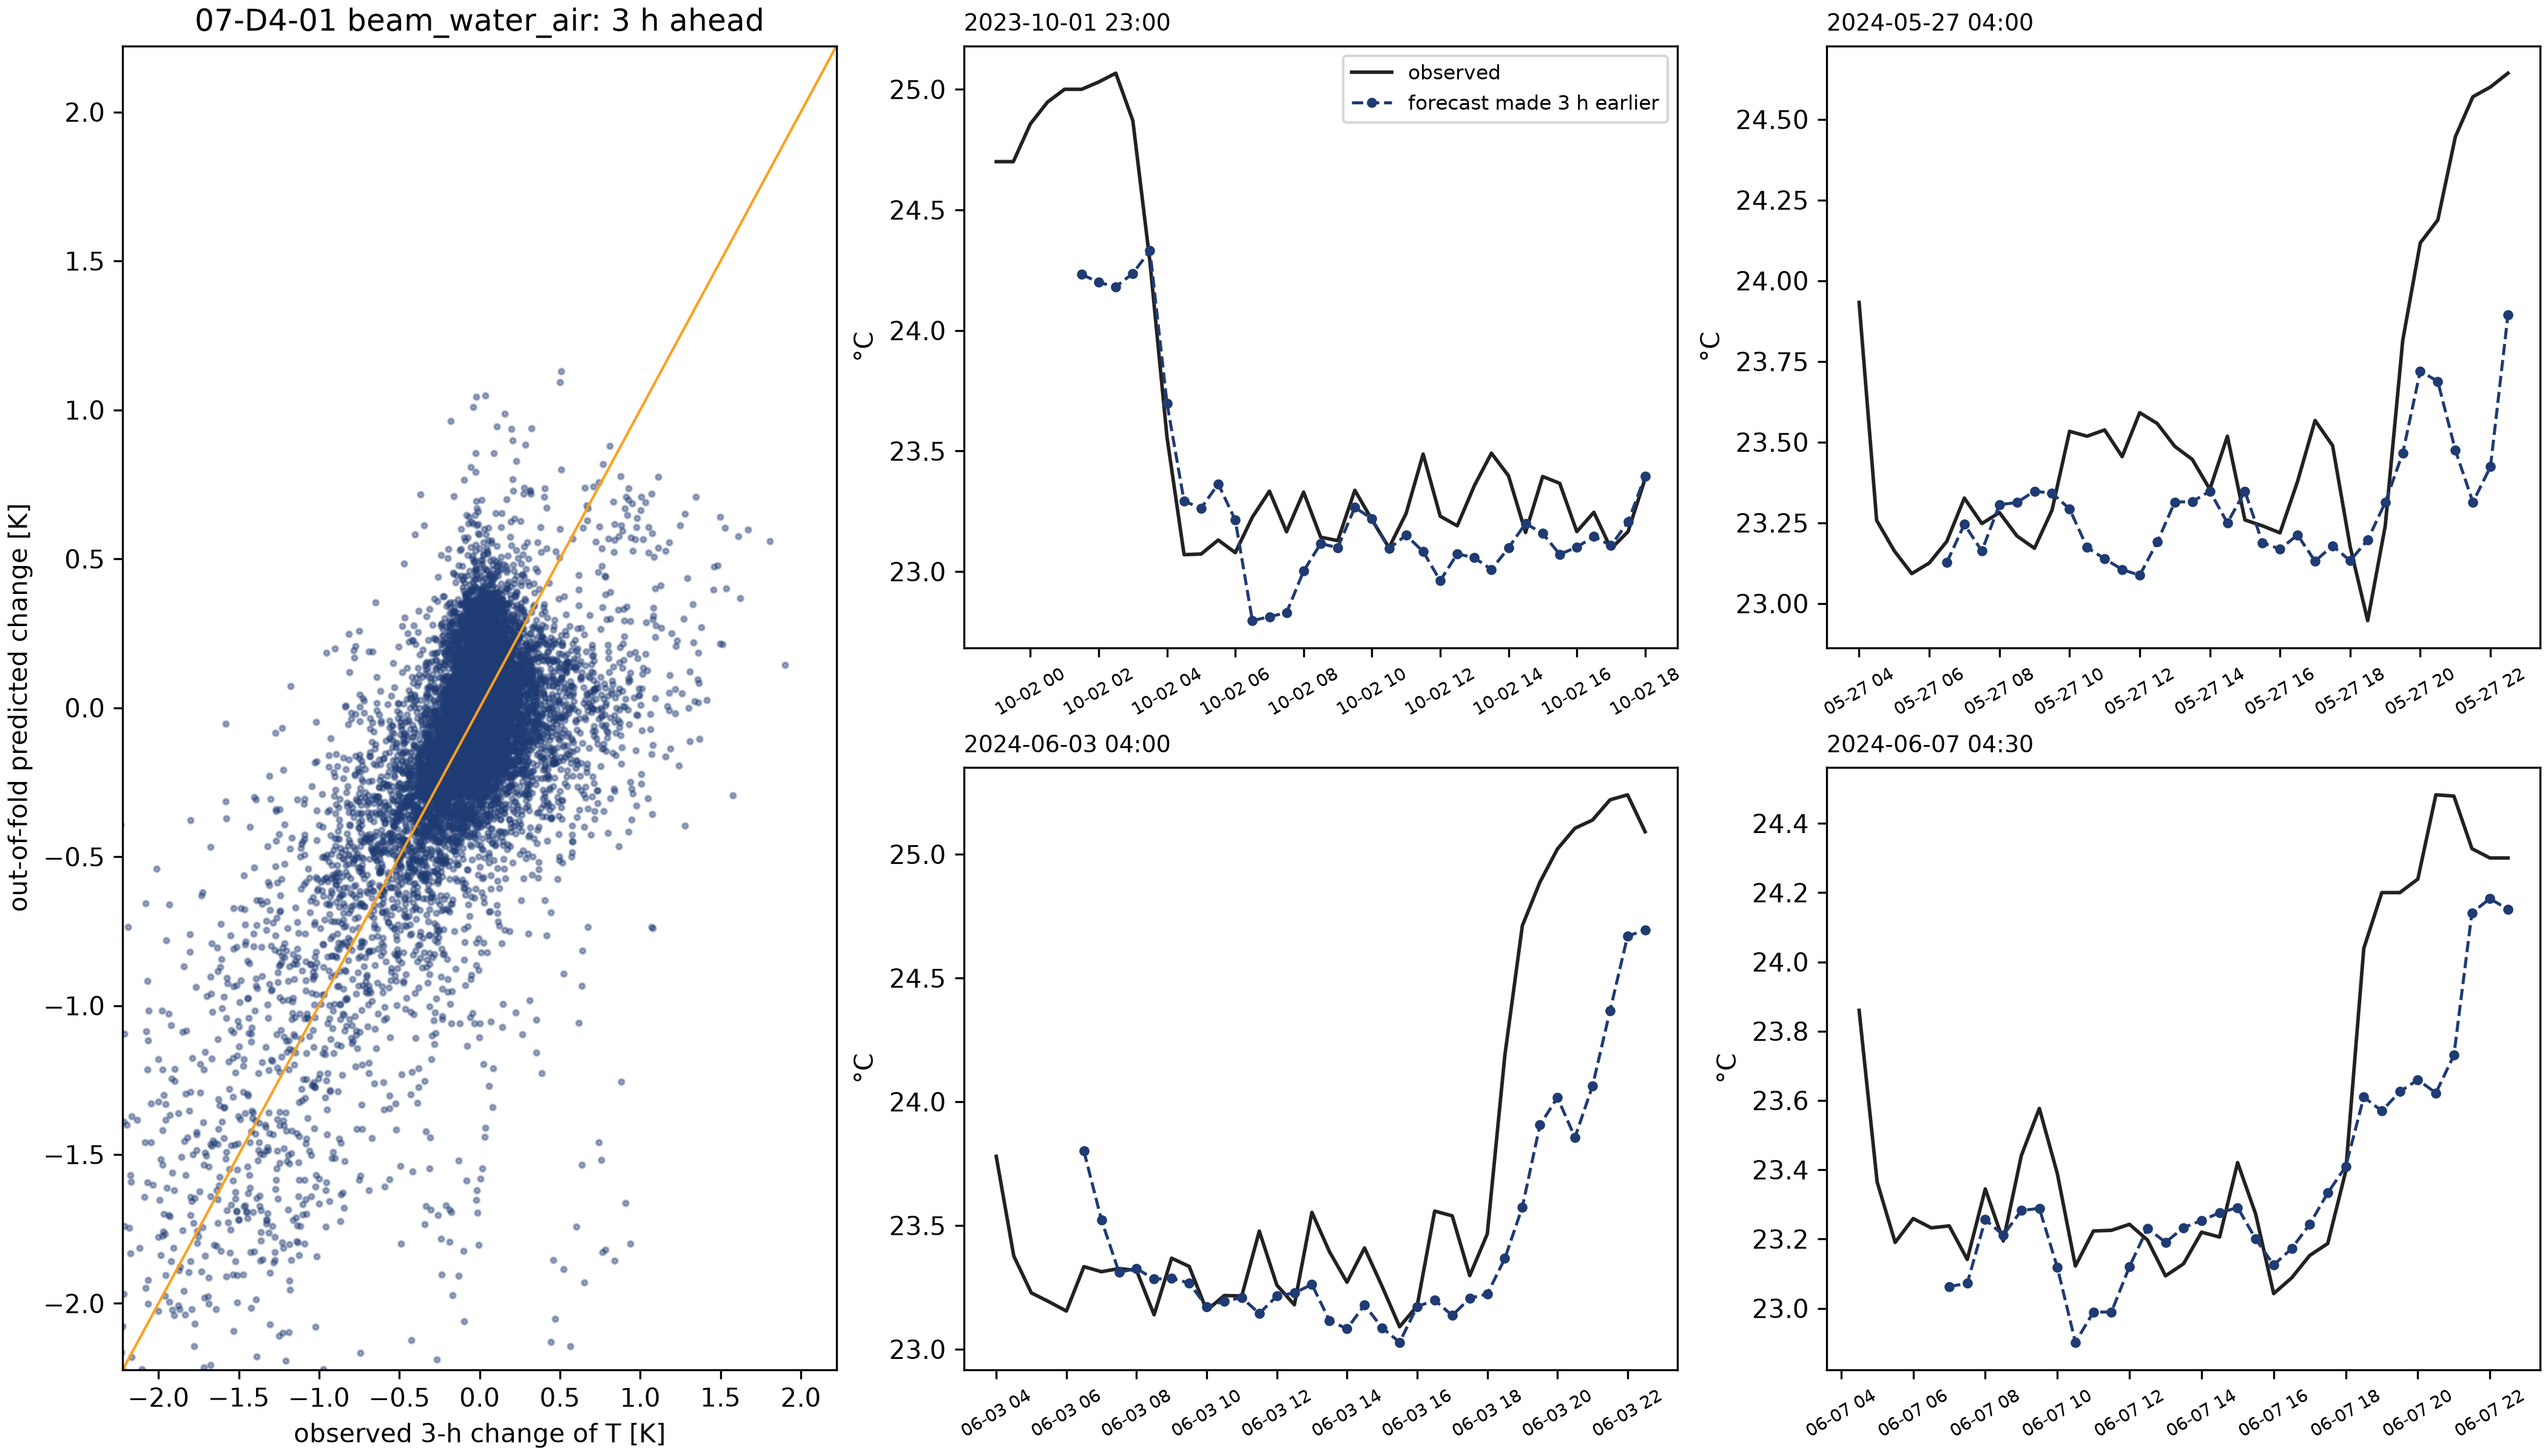 07-D4-01 beam_water_air: 3 h ahead
out-of-fold predicted change [K]
2.0
1.5
1.0
0.5
0.0
−0.5
−1.0
−1.5
−2.0
−2.0 −1.5 −1.0 −0.5 0.0 0.5 1.0 1.5 2.0
observed 3-h change of T [K]
2023-10-01 23:00
observed
forecast made 3 h earlier
°C
25.0
24.5
24.0
23.5
23.0
10-02 00 10-02 02 10-02 04 10-02 06 10-02 08 10-02 10 10-02 12 10-02 14 10-02 16 10-02 18
2024-05-27 04:00
°C
24.50
24.25
24.00
23.75
23.50
23.25
23.00
05-27 04 05-27 06 05-27 08 05-27 10 05-27 12 05-27 14 05-27 16 05-27 18 05-27 20 05-27 22
2024-06-03 04:00
°C
25.0
24.5
24.0
23.5
23.0
06-03 04 06-03 06 06-03 08 06-03 10 06-03 12 06-03 14 06-03 16 06-03 18 06-03 20 06-03 22
2024-06-07 04:30
°C
24.4
24.2
24.0
23.8
23.6
23.4
23.2
23.0
06-07 04 06-07 06 06-07 08 06-07 10 06-07 12 06-07 14 06-07 16 06-07 18 06-07 20 06-07 22